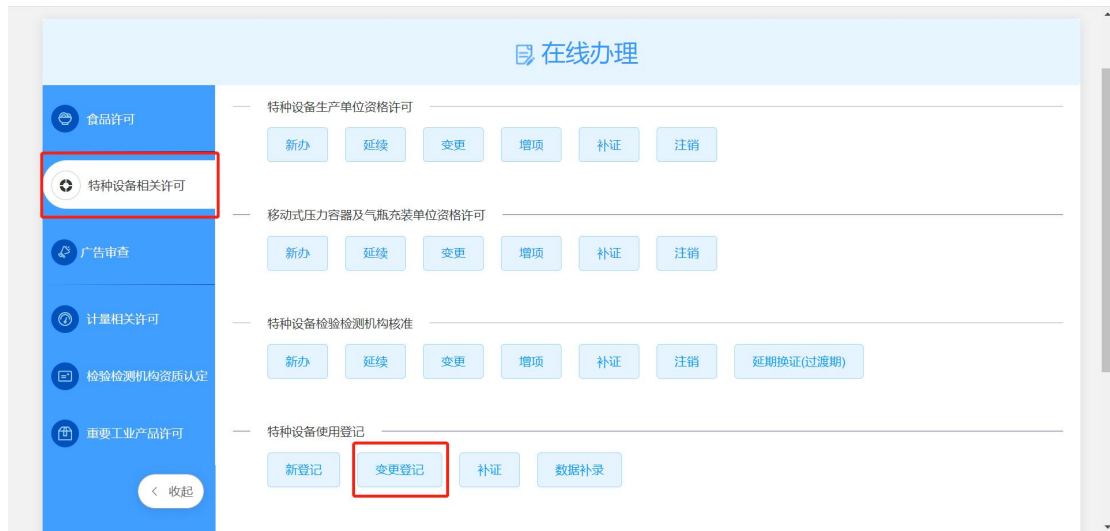 在线办理
食品许可
特种设备相关许可
广告审查
计量相关许可
检验检测机构资质认定
重要工业产品许可
< 收起
特种设备生产单位资格许可
新办 延续 变更 增项 补证 注销
移动式压力容器及气瓶充装单位资格许可
新办 延续 变更 增项 补证 注销
特种设备检验检测机构核准
新办 延续 变更 增项 补证 注销 延期换证(过渡期)
特种设备使用登记
新登记 变更登记 补证 数据补录